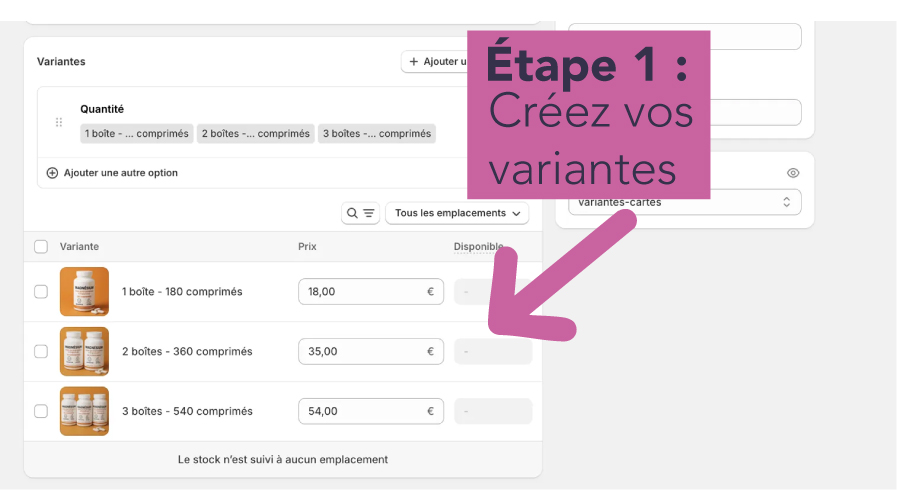 Variantes
+ Ajouter u
Étape 1 :
Créez vos
variantes
Quantité
1 boîte - ... comprimés 2 boîtes -... comprimés 3 boîtes -... comprimés
Ajouter une autre option
variantes-cartes
Tous les emplacements
Variante Prix Disponible
MAGNÉSIUM
1 boîte - 180 comprimés 18,00 € -
2 boîtes - 360 comprimés 35,00 € -
3 boîtes - 540 comprimés 54,00 € -
Le stock n'est suivi à aucun emplacement